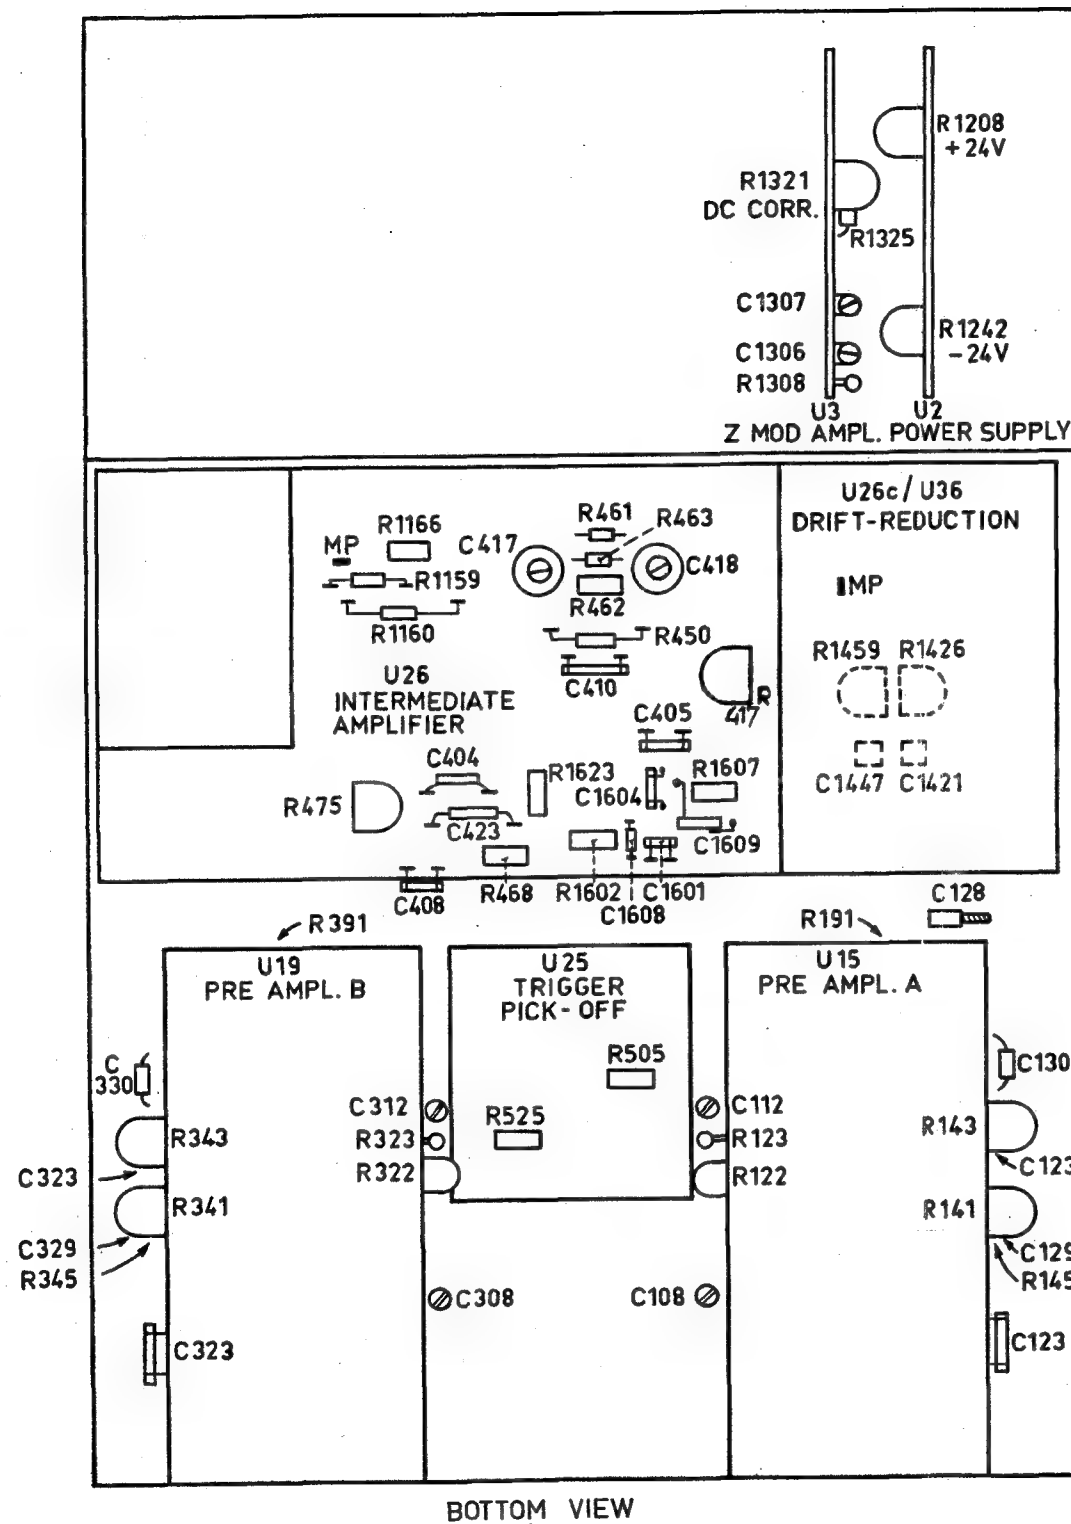 R1208
+24V
R1321
DC CORR.
R1325
C1307
R1242
-24V
C1306
R1308
U3
U2
Z MOD AMPL. POWER SUPPLY
U26c/U36
DRIFT-REDUCTION
R461
R463
R1166
MP
C417
C418
R1159
R462
MP
R1160
R450
R1459
R1426
U26
INTERMEDIATE
AMPLIFIER
C410
R
417
C405
C404
R1623
R1607
C1604
C1447
C1421
R475
C423
C1609
R468
R1602
C1601
C408
C1608
C128
R391
R191
U19
PRE AMPL. B
U25
TRIGGER
PICK-OFF
U15
PRE AMPL. A
R505
C
330
C130
C312
C112
R525
R343
R323
R123
R143
C323
R322
R122
C123
R341
R141
C329
C129
R345
R145
C308
C108
C323
C123
BOTTOM VIEW